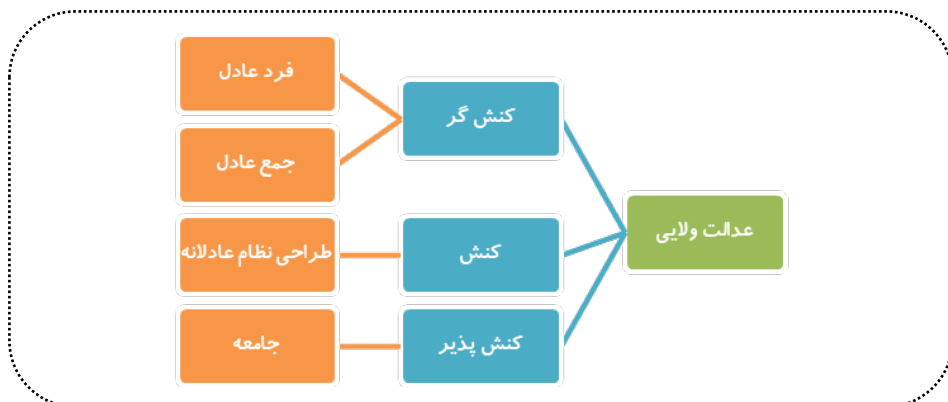 عدالت ولایی
کنش گر
فرد عادل
جمع عادل
کنش
طراحی نظام عادلانه
کنش پذیر
جامعه